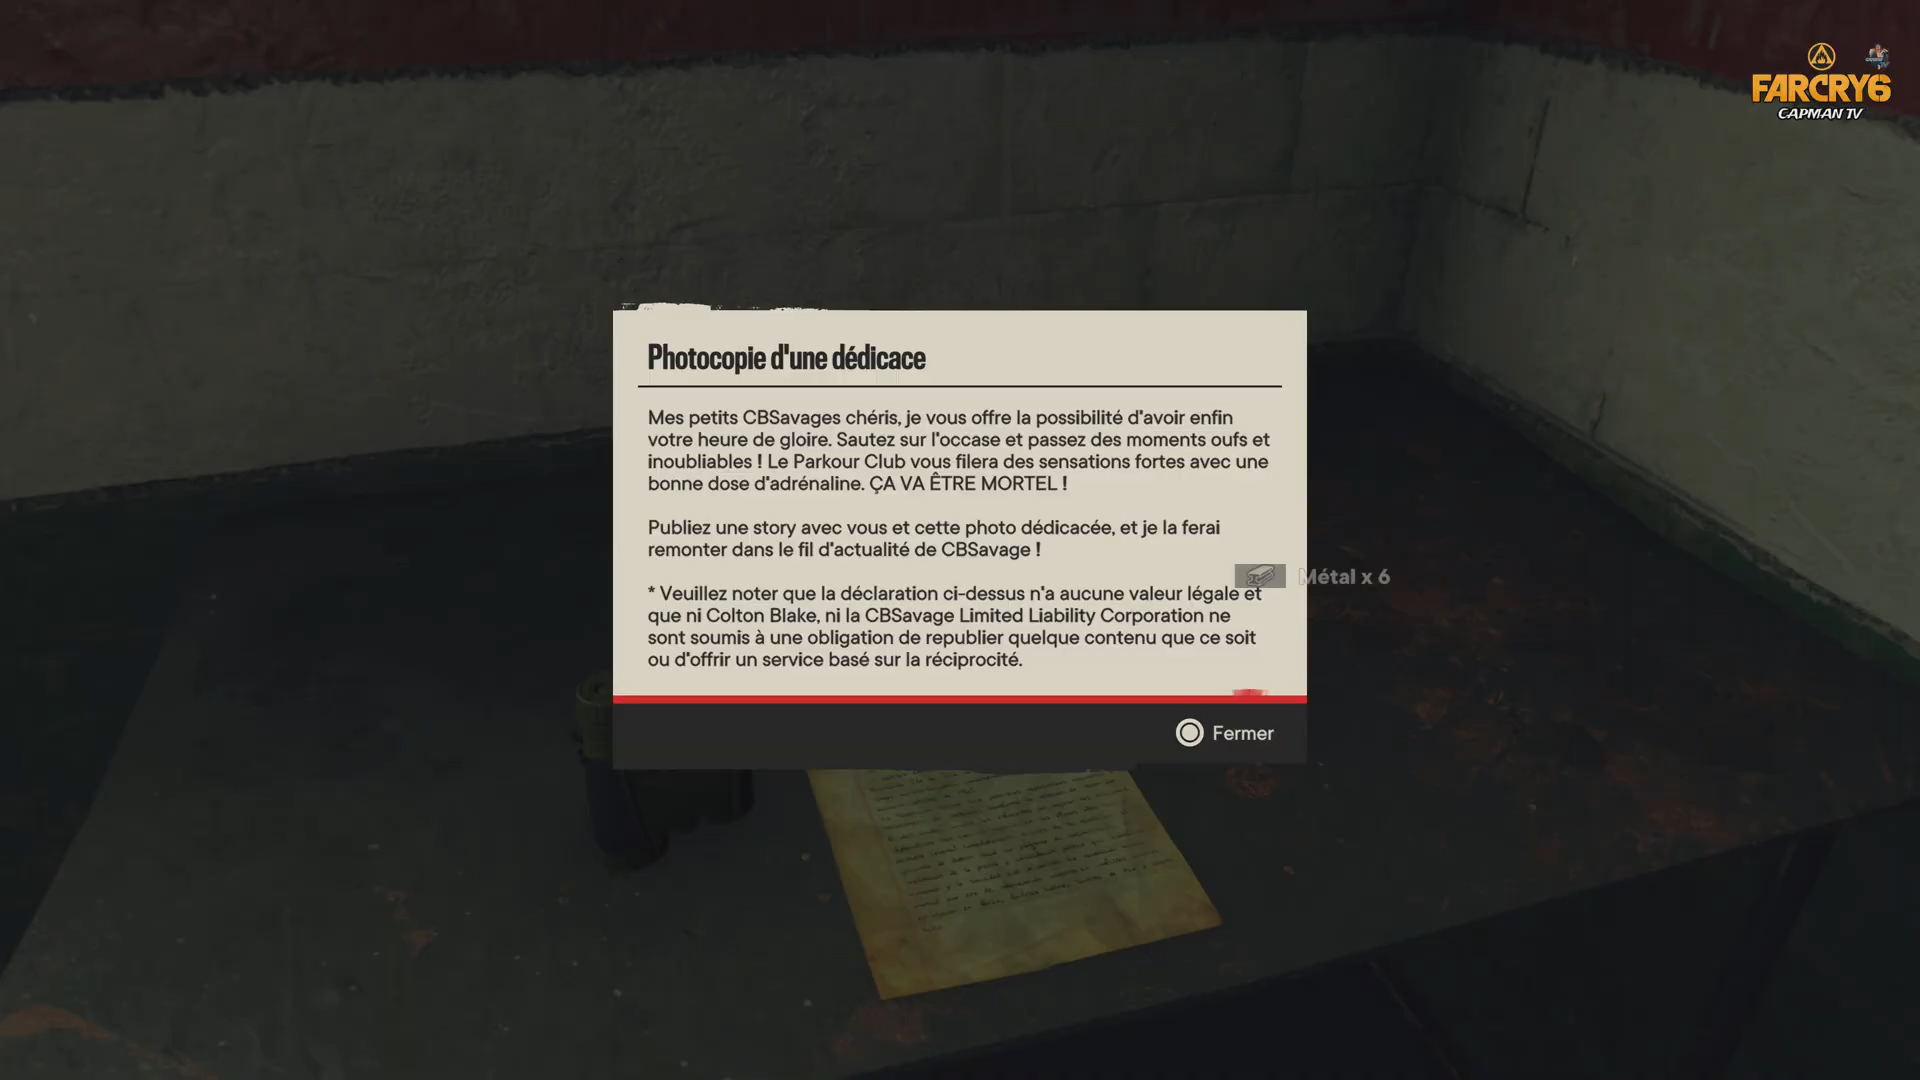 FARCRY6
CAPMAN TV
Photocopie d'une dédicace
Mes petits CBSavages chéris, je vous offre la possibilité d'avoir enfin
votre heure de gloire. Sautez sur l'occase et passez des moments oufs et
inoubliables ! Le Parkour Club vous filera des sensations fortes avec une
bonne dose d'adrénaline. ÇA VA ÊTRE MORTEL !
Publiez une story avec vous et cette photo dédicacée, et je la ferai
remonter dans le fil d'actualité de CBSavage !
* Veuillez noter que la déclaration ci-dessus n'a aucune valeur légale et
que ni Colton Blake, ni la CBSavage Limited Liability Corporation ne
sont soumis à une obligation de republier quelque contenu que ce soit
ou d'offrir un service basé sur la réciprocité.
Métal x 6
Fermer